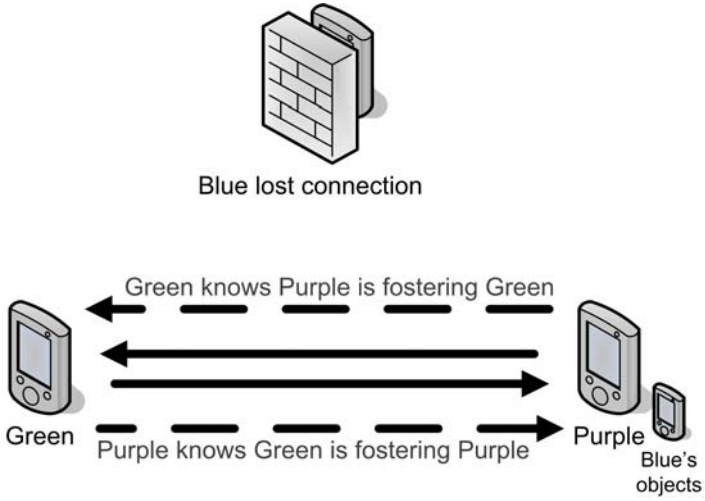 Blue lost connection
Green knows Purple is fostering Green
Green
Purple
Purple knows Green is fostering Purple
Blue's
objects